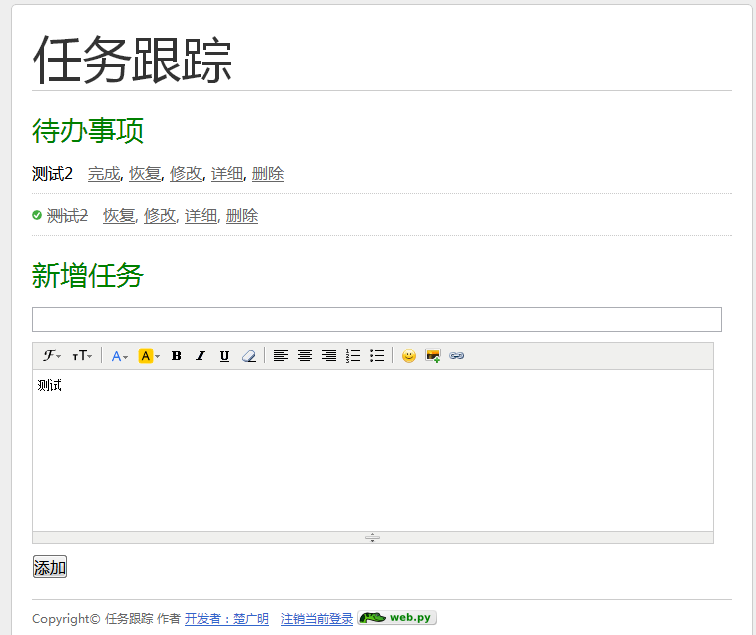 任务跟踪
待办事项
测试2 完成, 恢复, 修改, 详细, 删除
测试2 恢复, 修改, 详细, 删除
新增任务
ℱ тT A A B I U
测试
添加
Copyright© 任务跟踪 作者 开发者：楚广明 注销当前登录 web.py